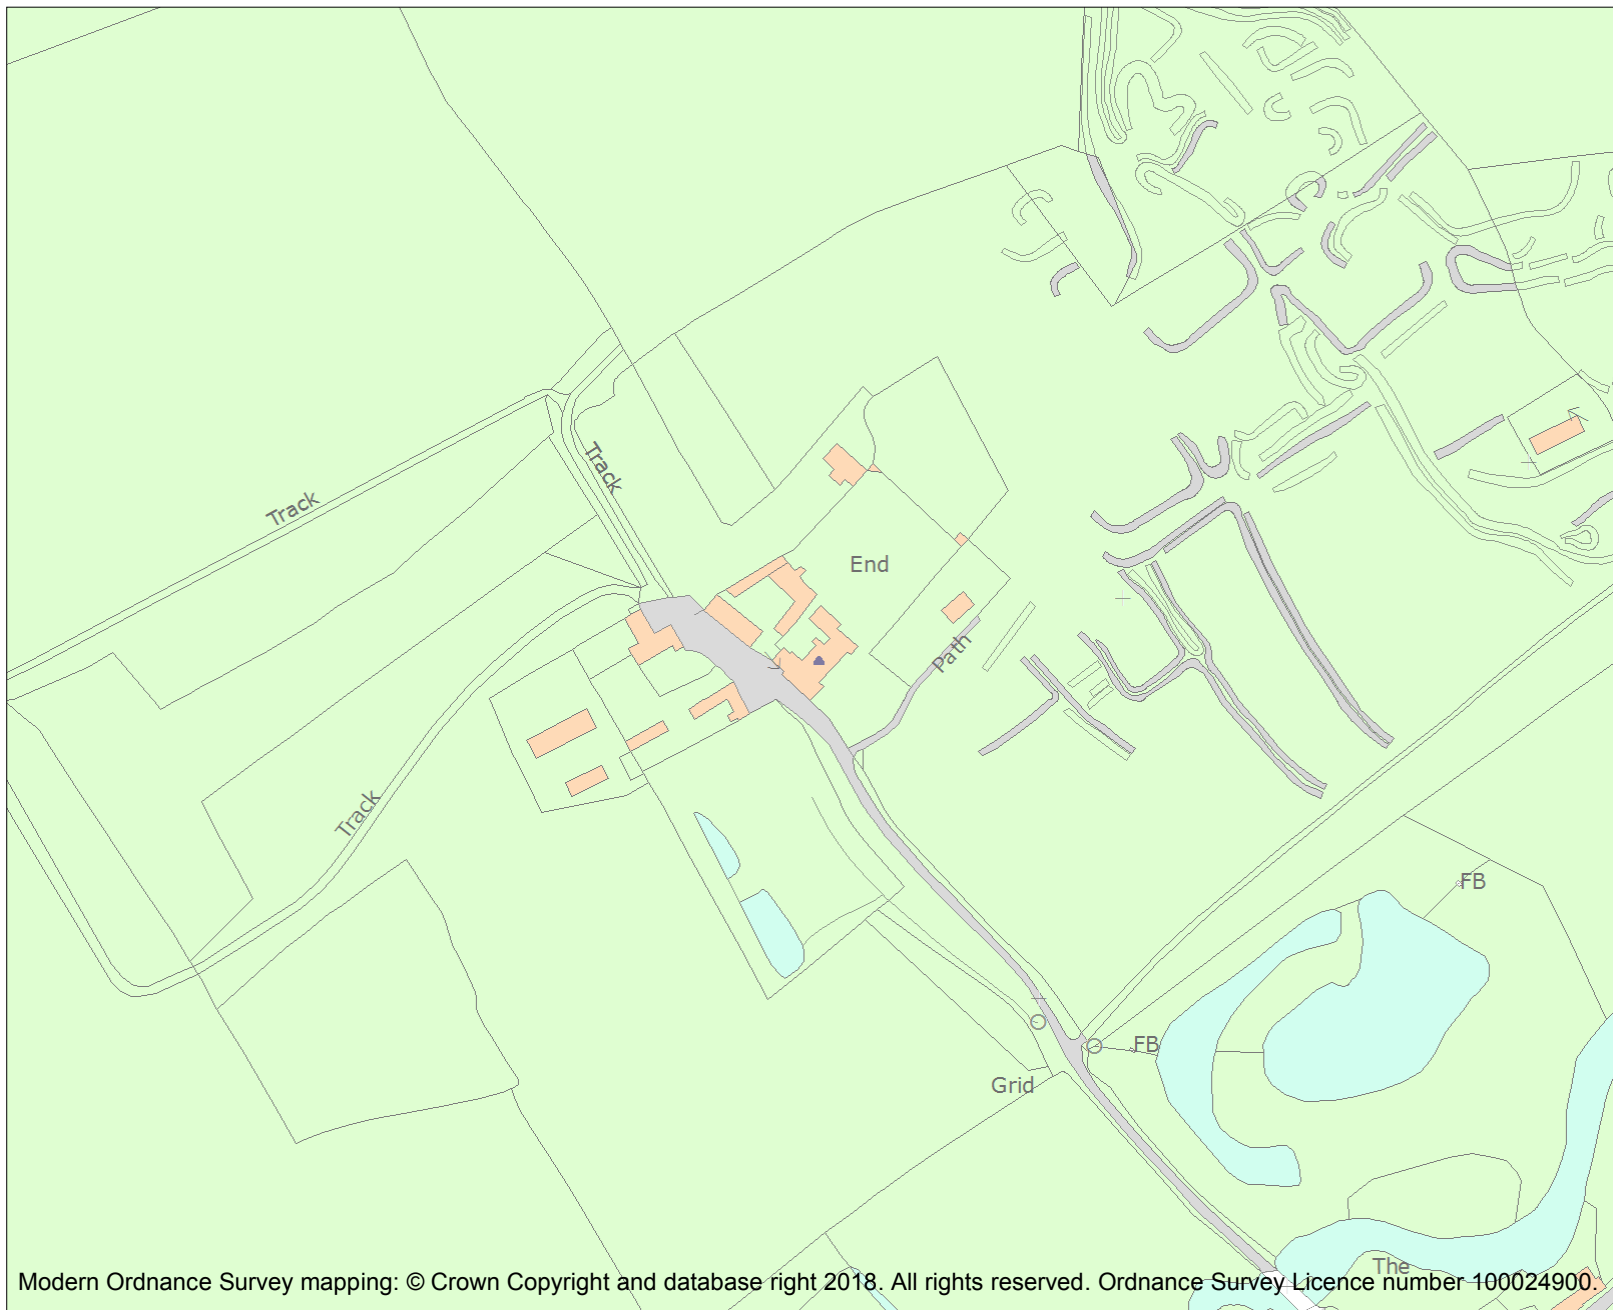 Track
Track
End
Path
Track
FB
FB
Grid
The
Modern Ordnance Survey mapping: © Crown Copyright and database right 2018. All rights reserved. Ordnance Survey Licence number 100024900.